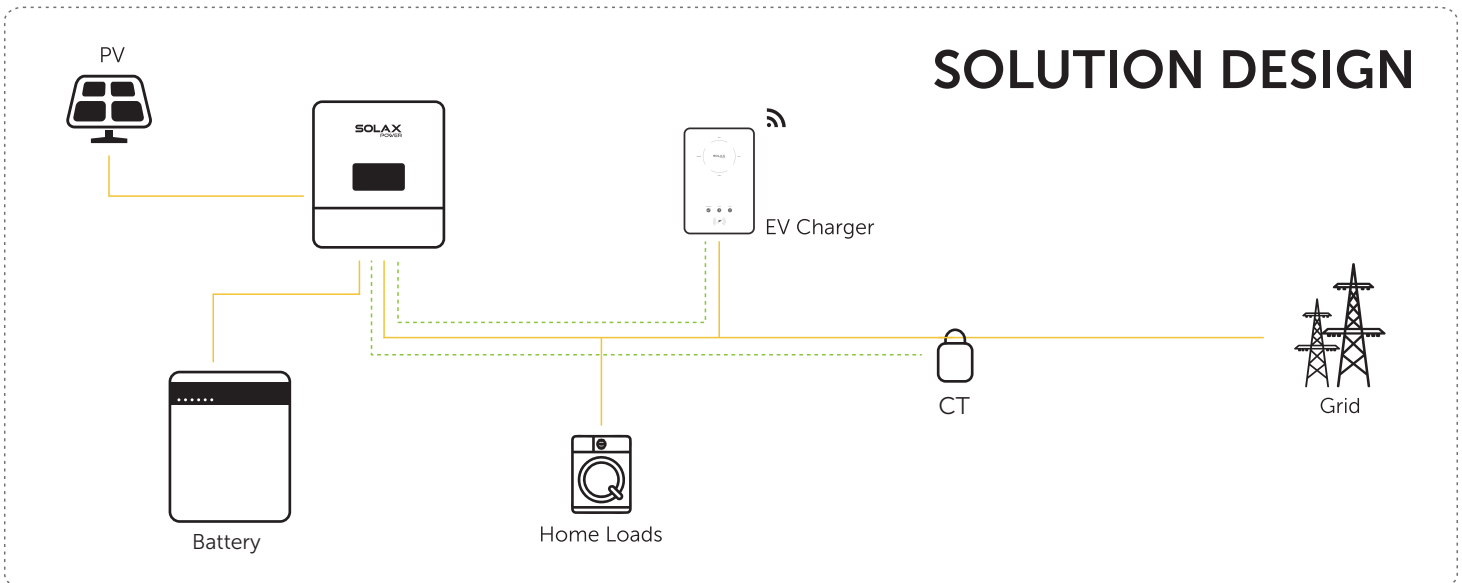 SOLUTION DESIGN
PV
SOLAX
POWER
EV Charger
CT
Grid
Battery
Home Loads